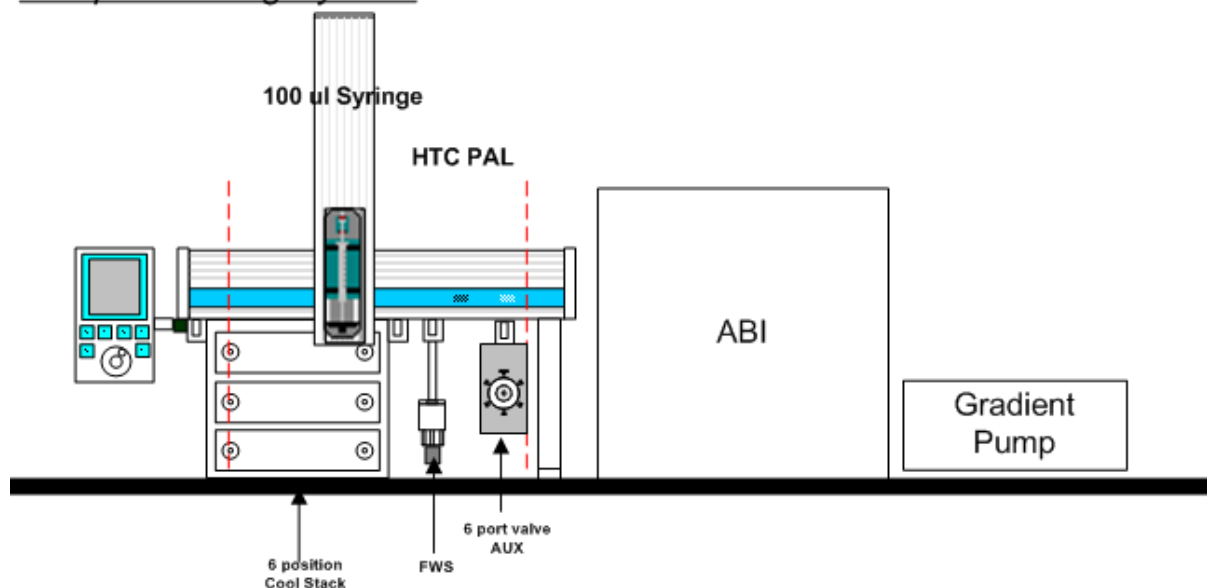 100 ul Syringe
HTC PAL
ABI
Gradient
Pump
6 port valve
AUX
FWS
6 position
Cool Stack